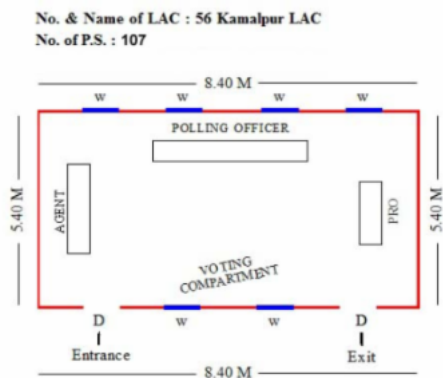 No. & Name of LAC : 56 Kamalpur LAC
No. of P.S. : 107
8.40 M
W W W W
POLLING OFFICER
5.40 M
AGENT
PRO
5.40 M
VOTING
COMPARTMENT
D W W D
Entrance Exit
8.40 M